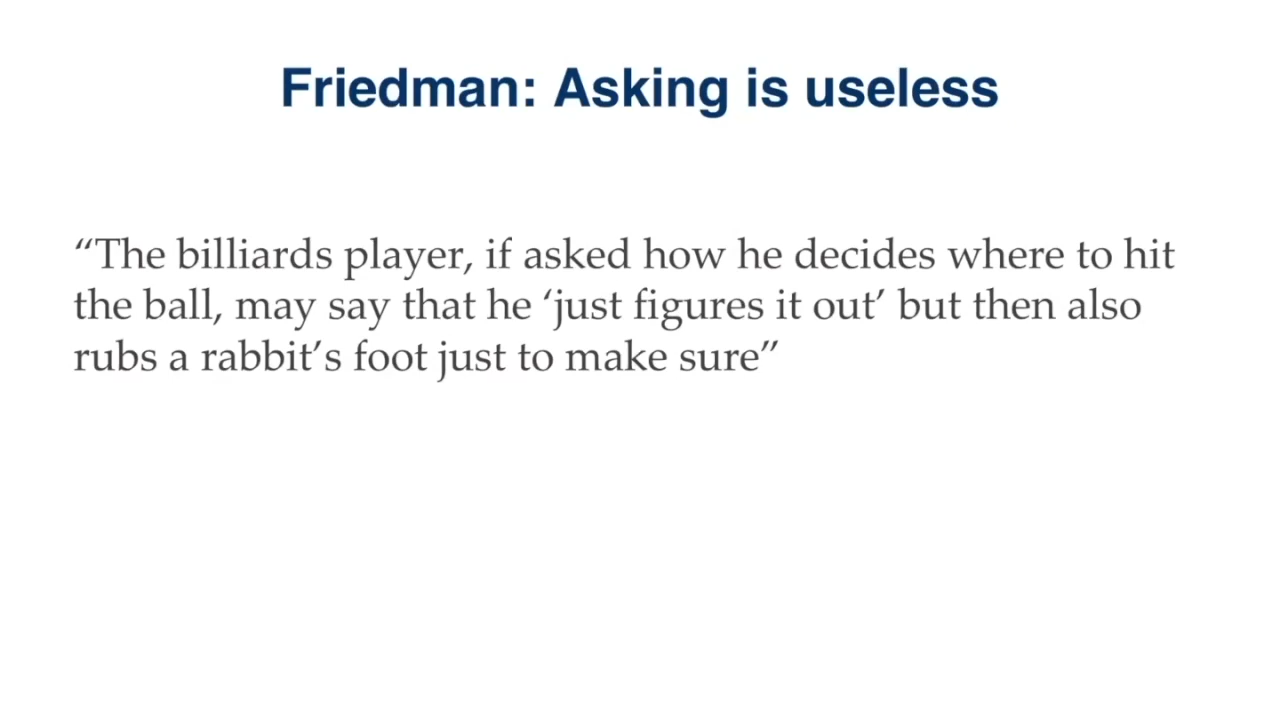 Friedman: Asking is useless
“The billiards player, if asked how he decides where to hit
the ball, may say that he ‘just figures it out’ but then also
rubs a rabbit’s foot just to make sure”